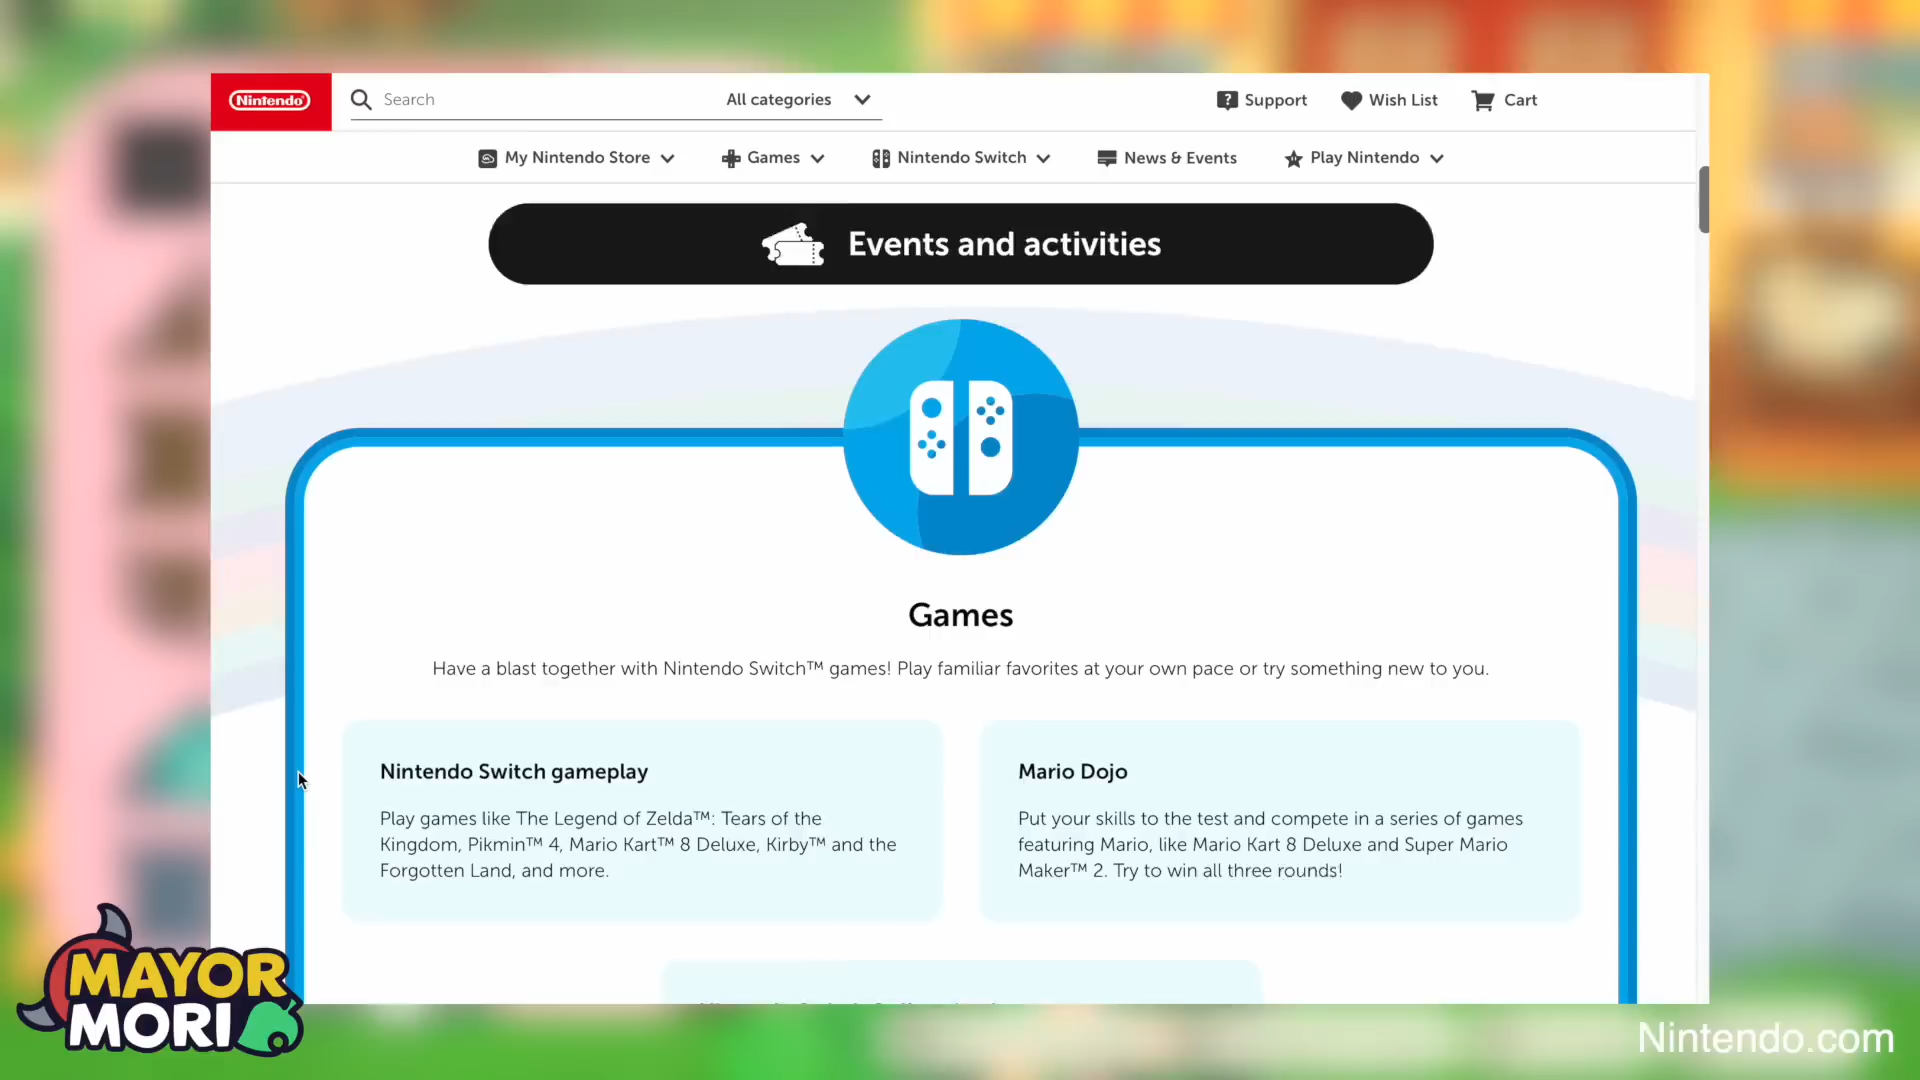 Nintendo
Search
All categories
Support
Wish List
Cart
My Nintendo Store
Games
Nintendo Switch
News & Events
Play Nintendo
Events and activities
Games
Have a blast together with Nintendo Switch™ games! Play familiar favorites at your own pace or try something new to you.
Nintendo Switch gameplay
Play games like The Legend of Zelda™: Tears of the
Kingdom, Pikmin™ 4, Mario Kart™ 8 Deluxe, Kirby™ and the
Forgotten Land, and more.
Mario Dojo
Put your skills to the test and compete in a series of games
featuring Mario, like Mario Kart 8 Deluxe and Super Mario
Maker™ 2. Try to win all three rounds!
MAYOR
MORI
Nintendo.com